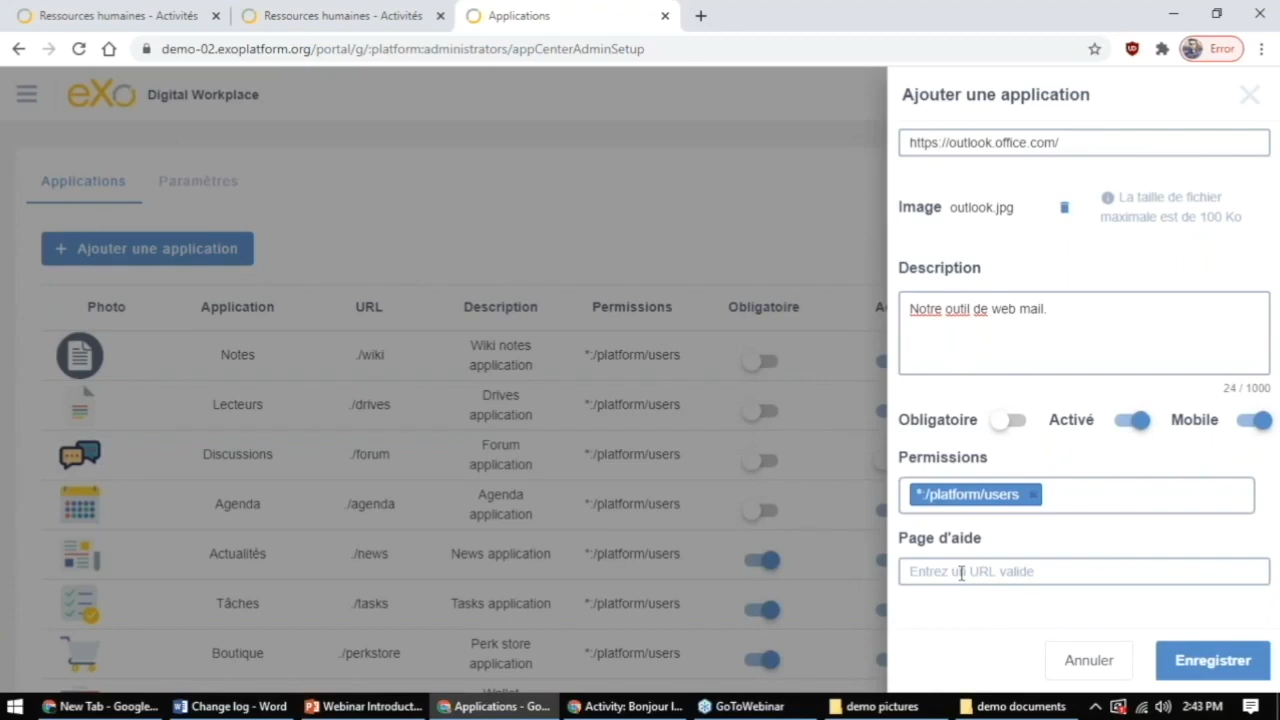 Ressources humaines - Activités
Ressources humaines - Activités
Applications
demo-02.exoplatform.org/portal/g/:platform:administrators/appCenterAdminSetup
Error
eXo
Digital Workplace
Applications
Paramètres
+ Ajouter une application
Photo Application URL Description Permissions Obligatoire
Notes ./wiki Wiki notes application *:/platform/users
Lecteurs ./drives Drives application *:/platform/users
Discussions ./forum Forum application *:/platform/users
Agenda ./agenda Agenda application *:/platform/users
Actualités ./news News application *:/platform/users
Tâches ./tasks Tasks application *:/platform/users
Boutique ./perkstore Perk store application *:/platform/users
Ajouter une application
https://outlook.office.com/
Image outlook.jpg
La taille de fichier
maximale est de 100 Ko
Description
Notre outil de web mail.
24 / 1000
Obligatoire Activé Mobile
Permissions
*:/platform/users
Page d'aide
Entrez un URL valide
Annuler
Enregistrer
New Tab - Google...
Change log - Word
Webinar Introduct...
Applications - Go...
Activity: Bonjour l...
GoToWebinar
demo pictures
demo documents
2:43 PM